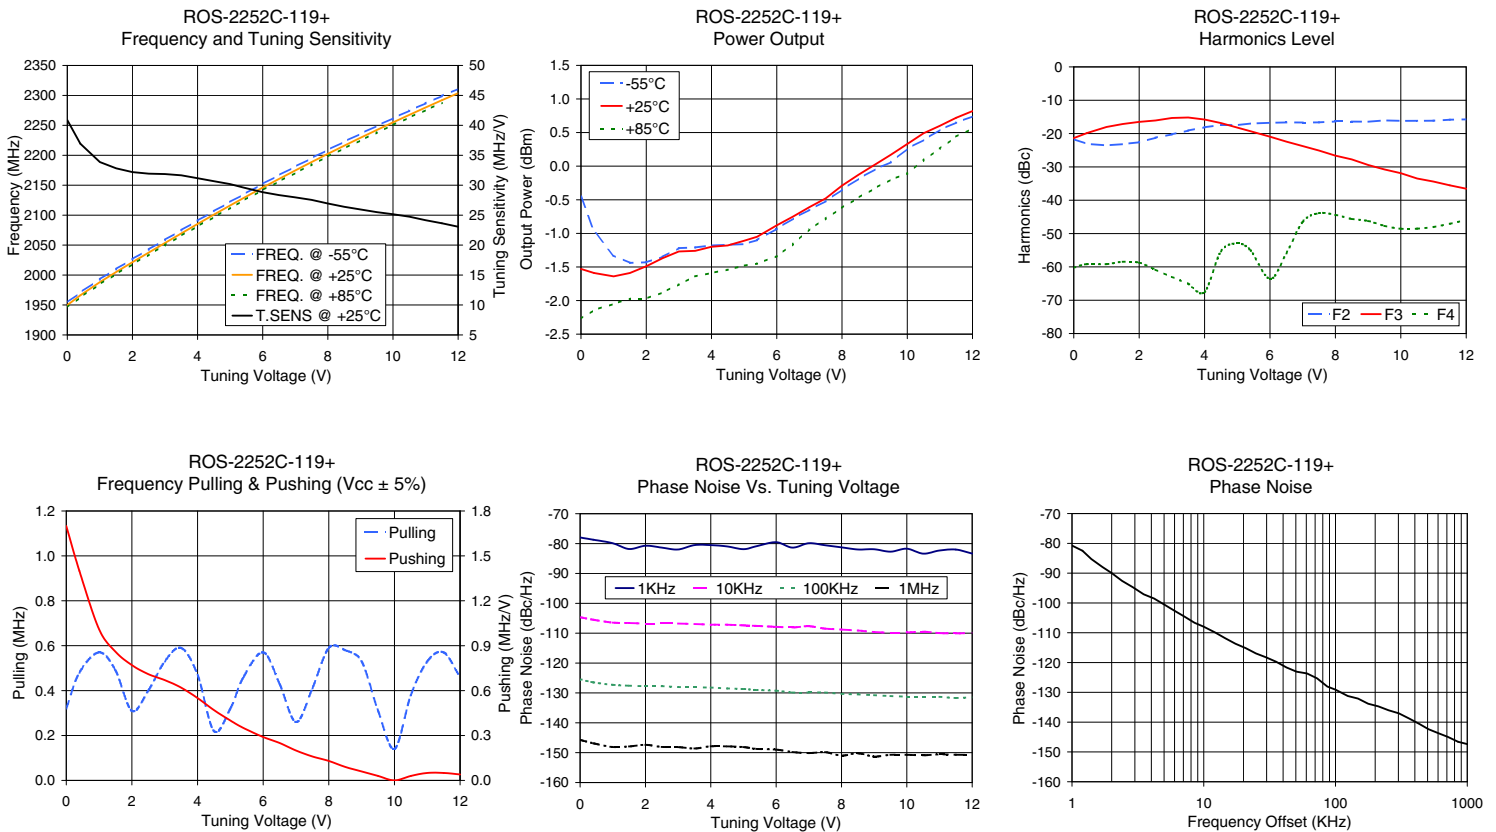 ROS-2252C-119+
Frequency and Tuning Sensitivity
2350
2300
2250
2200
2150
2100
2050
2000
1950
1900
Frequency (MHz)
50
45
40
35
30
25
20
15
10
5
Tuning Sensitivity (MHz/V)
FREQ. @ -55°C
FREQ. @ +25°C
FREQ. @ +85°C
T.SENS @ +25°C
0 2 4 6 8 10 12
Tuning Voltage (V)
ROS-2252C-119+
Power Output
1.5
1.0
0.5
0.0
-0.5
-1.0
-1.5
-2.0
-2.5
Output Power (dBm)
-55°C
+25°C
+85°C
0 2 4 6 8 10 12
Tuning Voltage (V)
ROS-2252C-119+
Harmonics Level
0
-10
-20
-30
-40
-50
-60
-70
-80
Harmonics (dBc)
F2 F3 F4
0 2 4 6 8 10 12
Tuning Voltage (V)
ROS-2252C-119+
Frequency Pulling & Pushing (Vcc ± 5%)
1.2
1.0
0.8
0.6
0.4
0.2
0.0
Pulling (MHz)
1.8
1.5
1.2
0.9
0.6
0.3
0.0
Pushing (MHz/V)
Pulling
Pushing
0 2 4 6 8 10 12
Tuning Voltage (V)
ROS-2252C-119+
Phase Noise Vs. Tuning Voltage
-70
-80
-90
-100
-110
-120
-130
-140
-150
-160
Phase Noise (dBc/Hz)
1KHz 10KHz 100KHz 1MHz
0 2 4 6 8 10 12
Tuning Voltage (V)
ROS-2252C-119+
Phase Noise
-70
-80
-90
-100
-110
-120
-130
-140
-150
-160
Phase Noise (dBc/Hz)
1 10 100 1000
Frequency Offset (KHz)